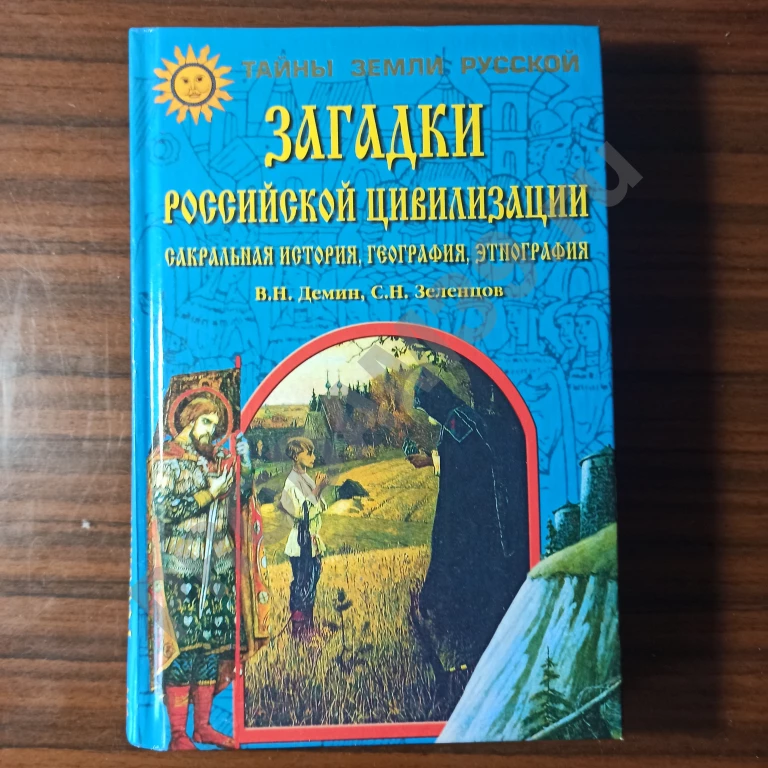 ТАЙНЫ ЗЕМЛИ РУССКОЙ
ЗАГАДКИ
РОССИЙСКОЙ ЦИВИЛИЗАЦИИ
САКРАЛЬНАЯ ИСТОРИЯ, ГЕОГРАФИЯ, ЭТНОГРАФИЯ
В.Н. Демин, С.Н. Зеленцов